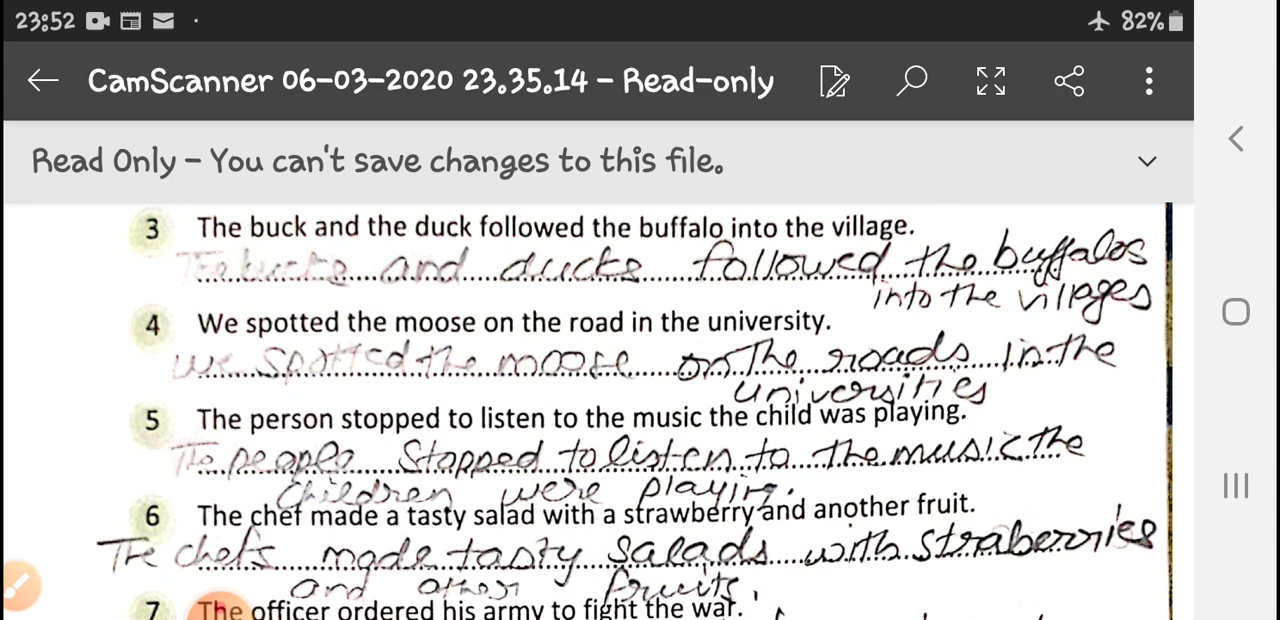 23:52
82%
CamScanner 06-03-2020 23.35.14 - Read-only
Read Only - You can't save changes to this file.
3 The buck and the duck followed the buffalo into the village.
The bucks and ducks followed the buffalos
into the villages
4 We spotted the moose on the road in the university.
We spotted the moose on The roads in the
universities
5 The person stopped to listen to the music the child was playing.
The people Stopped to listen to the music the
children were playing.
6 The chef made a tasty salad with a strawberry and another fruit.
The chefs made tasty salads with straberries
and other fruits.
7 The officer ordered his army to fight the war.